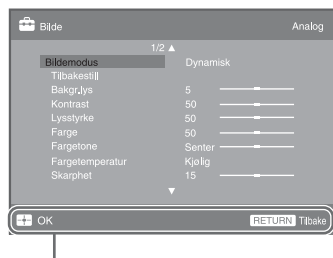 Bilde Analog
1/2 ▲
Bildemodus Dynamisk
Tilbakestill
Bakgr.lys 5
Kontrast 50
Lysstyrke 50
Farge 50
Fargetone Senter
Fargetemperatur Kjølig
Skarphet 15
▼
OK RETURN Tilbake